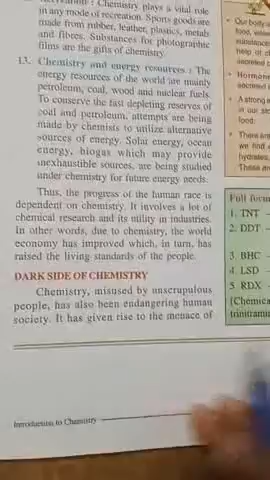 Chemistry plays a vital role
in any mode of recreation. Sports goods are
made from rubber, leather, plastics, metals
and fibres. Substances for photographic
films are the gifts of chemistry.
13. Chemistry and energy resources : The
energy resources of the world are mainly
petroleum, coal, wood and nuclear fuels.
To conserve the fast depleting reserves of
coal and petroleum, attempts are being
made by chemists to utilize alternative
sources of energy. Solar energy, ocean
energy, biogas which may provide
inexhaustible sources, are being studied
under chemistry for future energy needs.
Thus, the progress of the human race is
dependent on chemistry. It involves a lot of
chemical research and its utility in industries.
In other words, due to chemistry, the world
economy has improved which, in turn, has
raised the living standards of the people.
DARK SIDE OF CHEMISTRY
Chemistry, misused by unscrupulous
people, has also been endangering human
society. It has given rise to the menace of
Introduction to Chemistry
• Our body
food,
substance
help of
secreted
• Hormone
secreted
• A strong
in our
food.
• There are
we find
hydrates,
These
Full form
1. TNT -
2. DDT -
3. BHC -
4. LSD -
5. RDX -